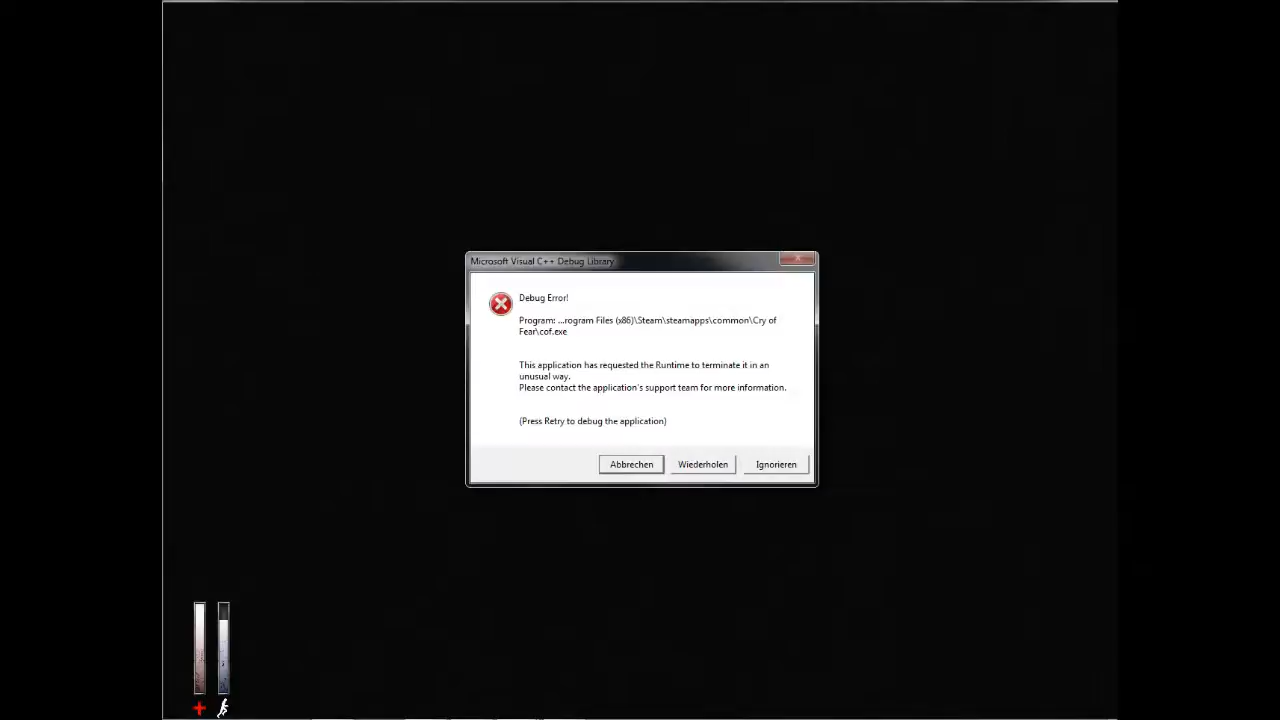 Microsoft Visual C++ Debug Library
Debug Error!
Program: ...rogram Files (x86)\Steam\steamapps\common\Cry of
Fear\cof.exe
This application has requested the Runtime to terminate it in an
unusual way.
Please contact the application's support team for more information.
(Press Retry to debug the application)
Abbrechen Wiederholen Ignorieren